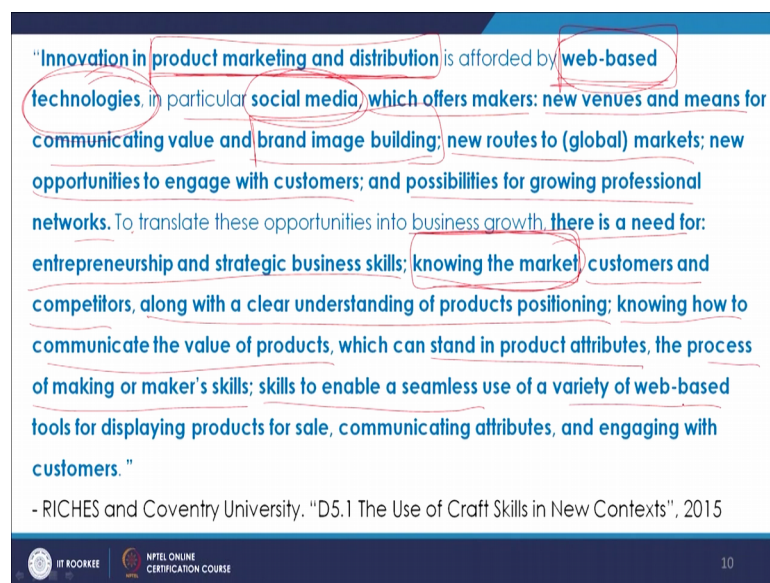 “Innovation in product marketing and distribution is afforded by web-based
technologies, in particular social media, which offers makers: new venues and means for
communicating value and brand image building; new routes to (global) markets; new
opportunities to engage with customers; and possibilities for growing professional
networks. To translate these opportunities into business growth, there is a need for:
entrepreneurship and strategic business skills; knowing the market, customers and
competitors, along with a clear understanding of products positioning; knowing how to
communicate the value of products, which can stand in product attributes, the process
of making or maker’s skills; skills to enable a seamless use of a variety of web-based
tools for displaying products for sale, communicating attributes, and engaging with
customers. ”
- RICHES and Coventry University. “D5.1 The Use of Craft Skills in New Contexts”, 2015
IIT ROORKEE
NPTEL ONLINE
CERTIFICATION COURSE
10